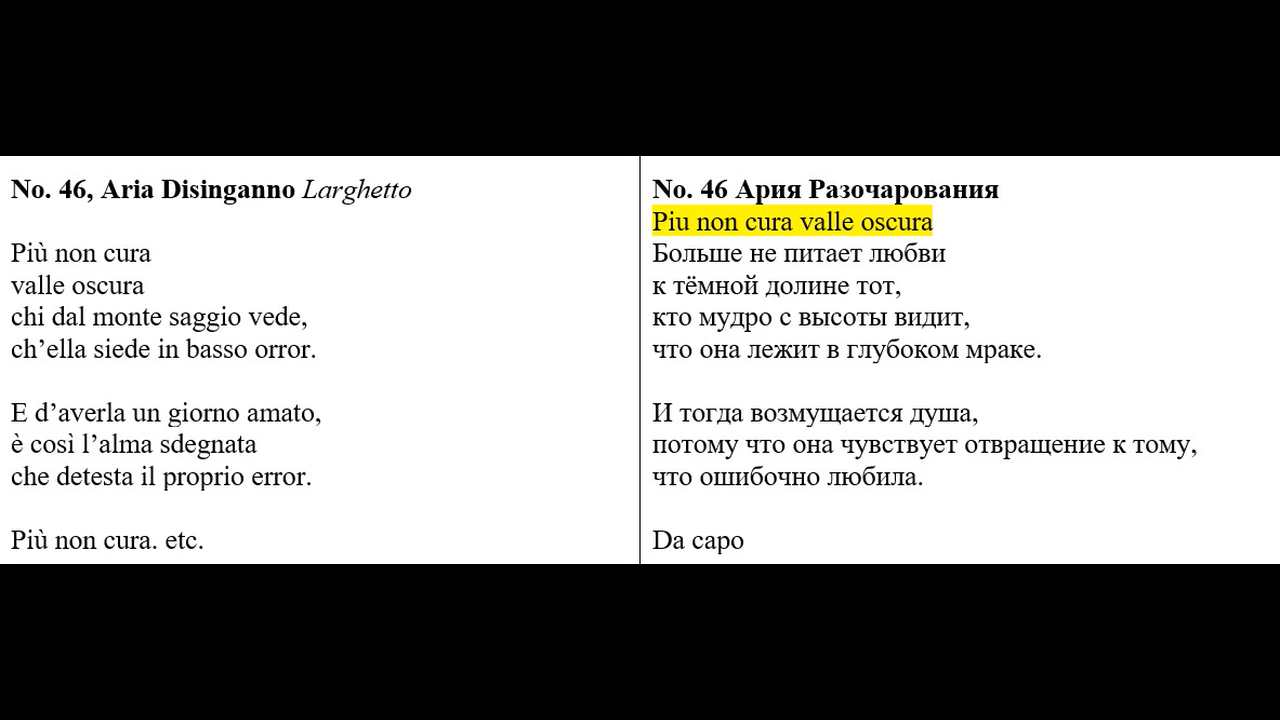 No. 46, Aria Disinganno Larghetto
Più non cura
valle oscura
chi dal monte saggio vede,
ch’ella siede in basso orror.
E d’averla un giorno amato,
è così l’alma sdegnata
che detesta il proprio error.
Più non cura. etc.
No. 46 Ария Разочарования
Piu non cura valle oscura
Больше не питает любви
к тёмной долине тот,
кто мудро с высоты видит,
что она лежит в глубоком мраке.
И тогда возмущается душа,
потому что она чувствует отвращение к тому,
что ошибочно любила.
Da capo